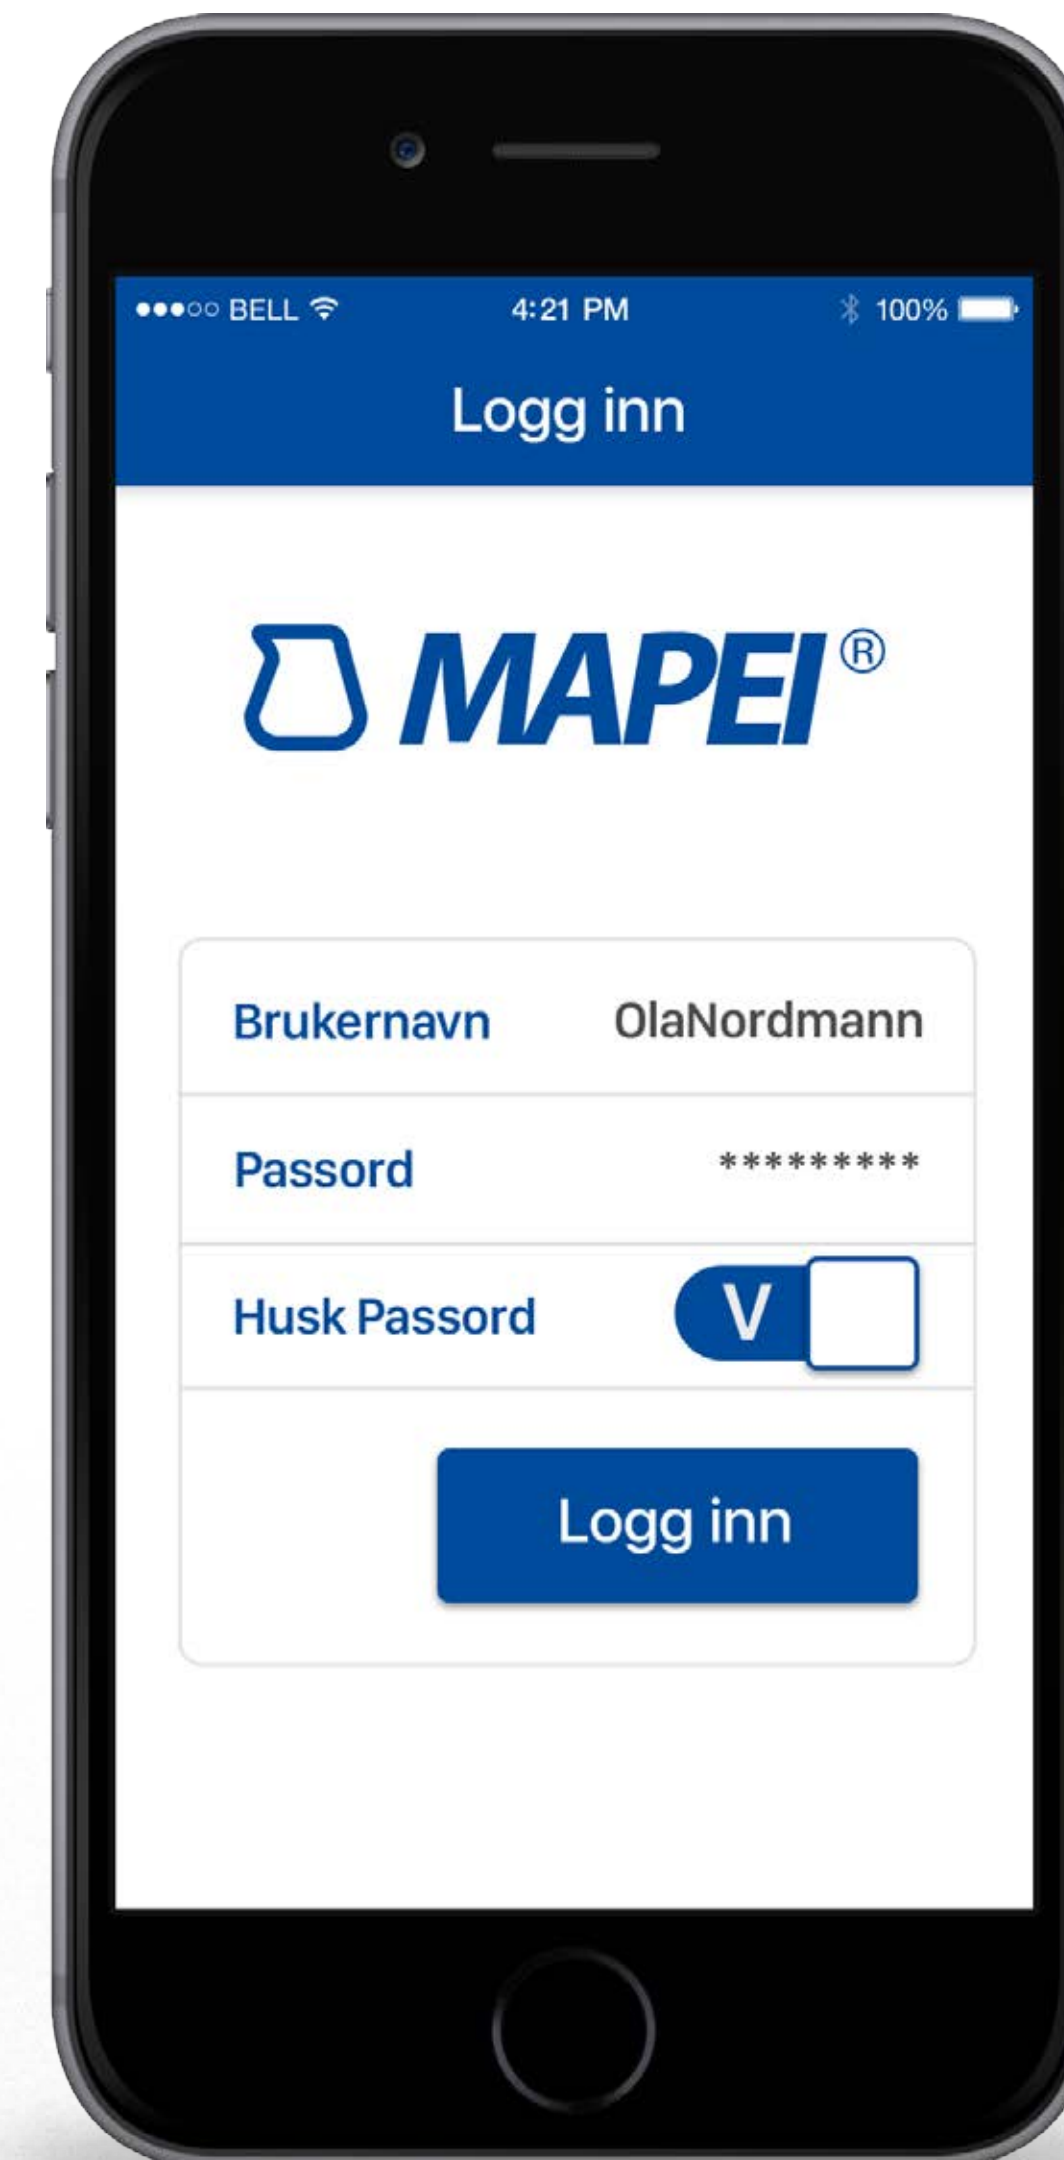 BELL 4:21 PM 100%
Logg inn
MAPEI®
Brukernavn OlaNordmann
Passord *********
Husk Passord V
Logg inn